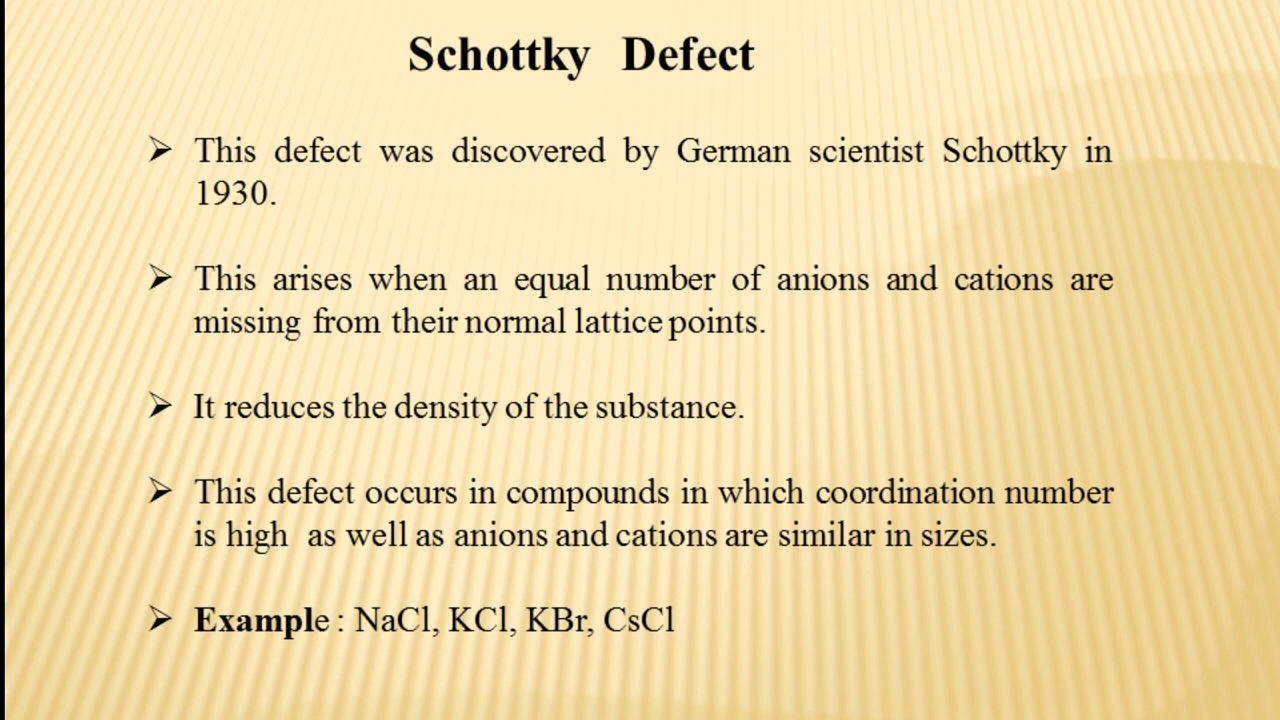 Schottky Defect
➢ This defect was discovered by German scientist Schottky in
1930.
➢ This arises when an equal number of anions and cations are
missing from their normal lattice points.
➢ It reduces the density of the substance.
➢ This defect occurs in compounds in which coordination number
is high as well as anions and cations are similar in sizes.
➢ Example : NaCl, KCl, KBr, CsCl